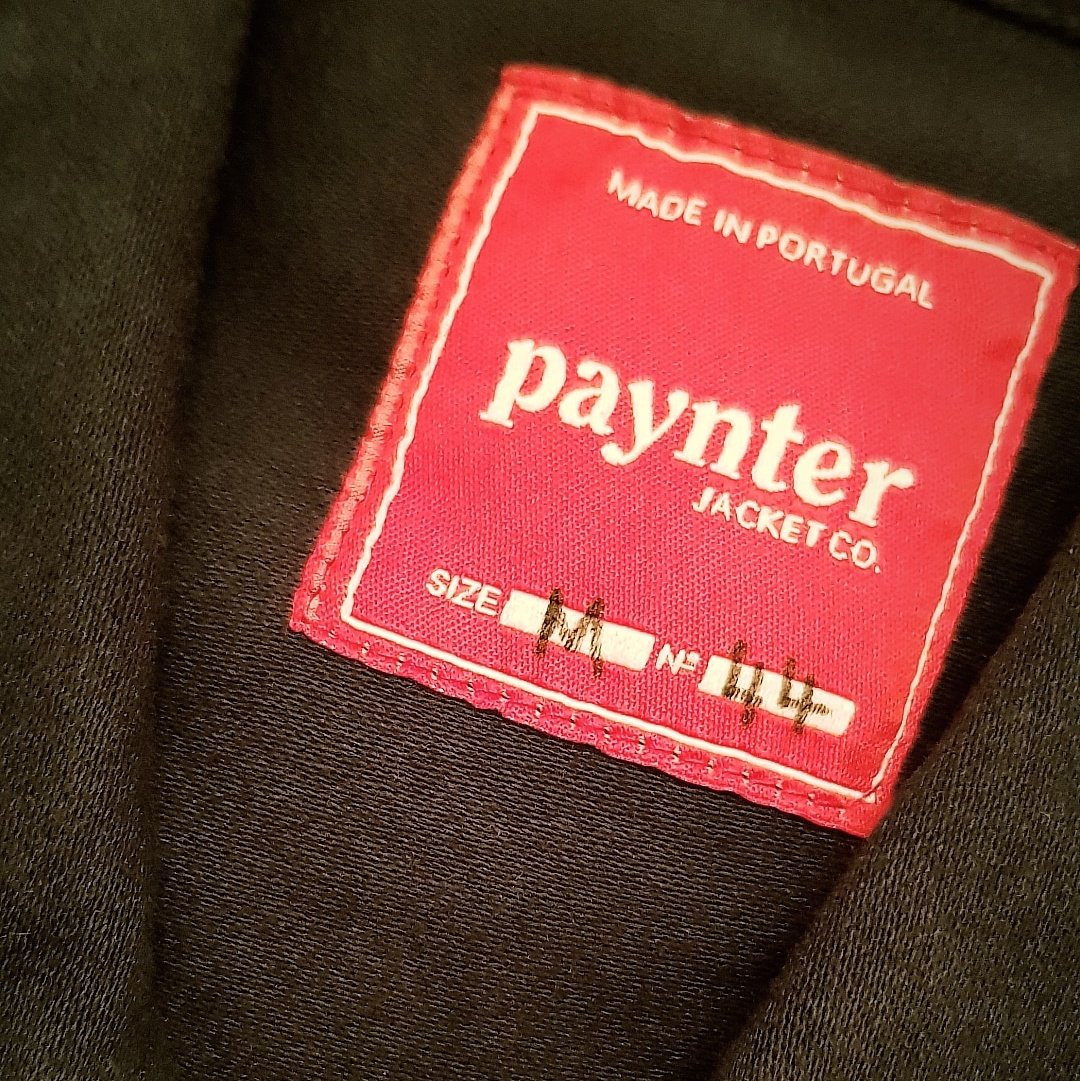 MADE IN PORTUGAL
paynter
JACKET CO.
SIZE M Nº 44